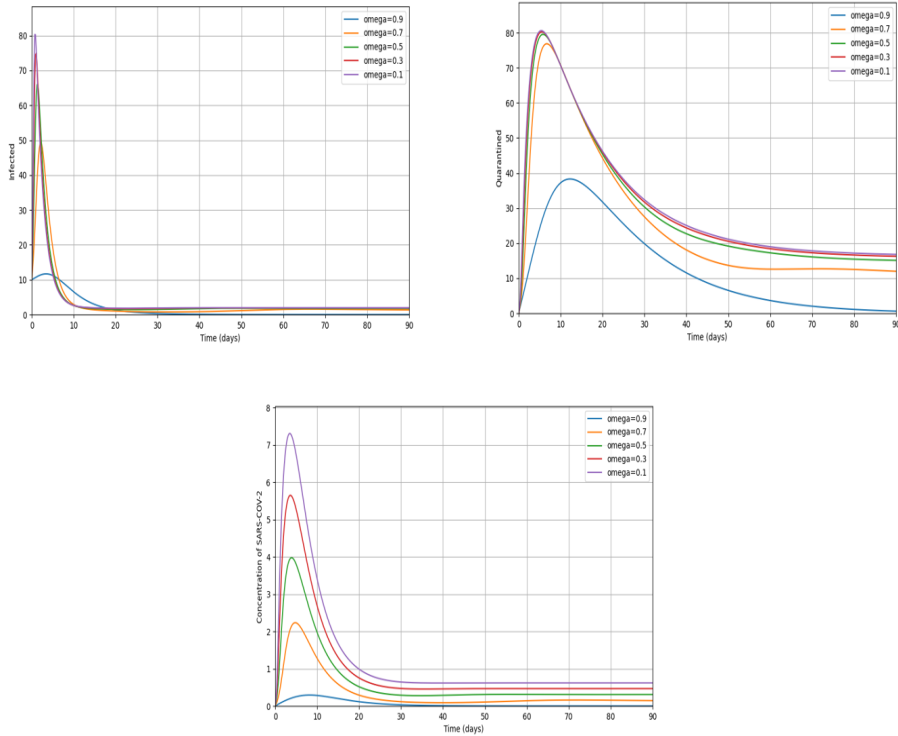 Infected
80
70
60
50
40
30
20
10
0
0 10 20 30 40 50 60 70 80 90
Time (days)
omega=0.9
omega=0.7
omega=0.5
omega=0.3
omega=0.1
Quarantined
80
70
60
50
40
30
20
10
0
0 10 20 30 40 50 60 70 80 90
Time (days)
omega=0.9
omega=0.7
omega=0.5
omega=0.3
omega=0.1
Concentration of SARS-COV-2
8
7
6
5
4
3
2
1
0
0 10 20 30 40 50 60 70 80 90
Time (days)
omega=0.9
omega=0.7
omega=0.5
omega=0.3
omega=0.1